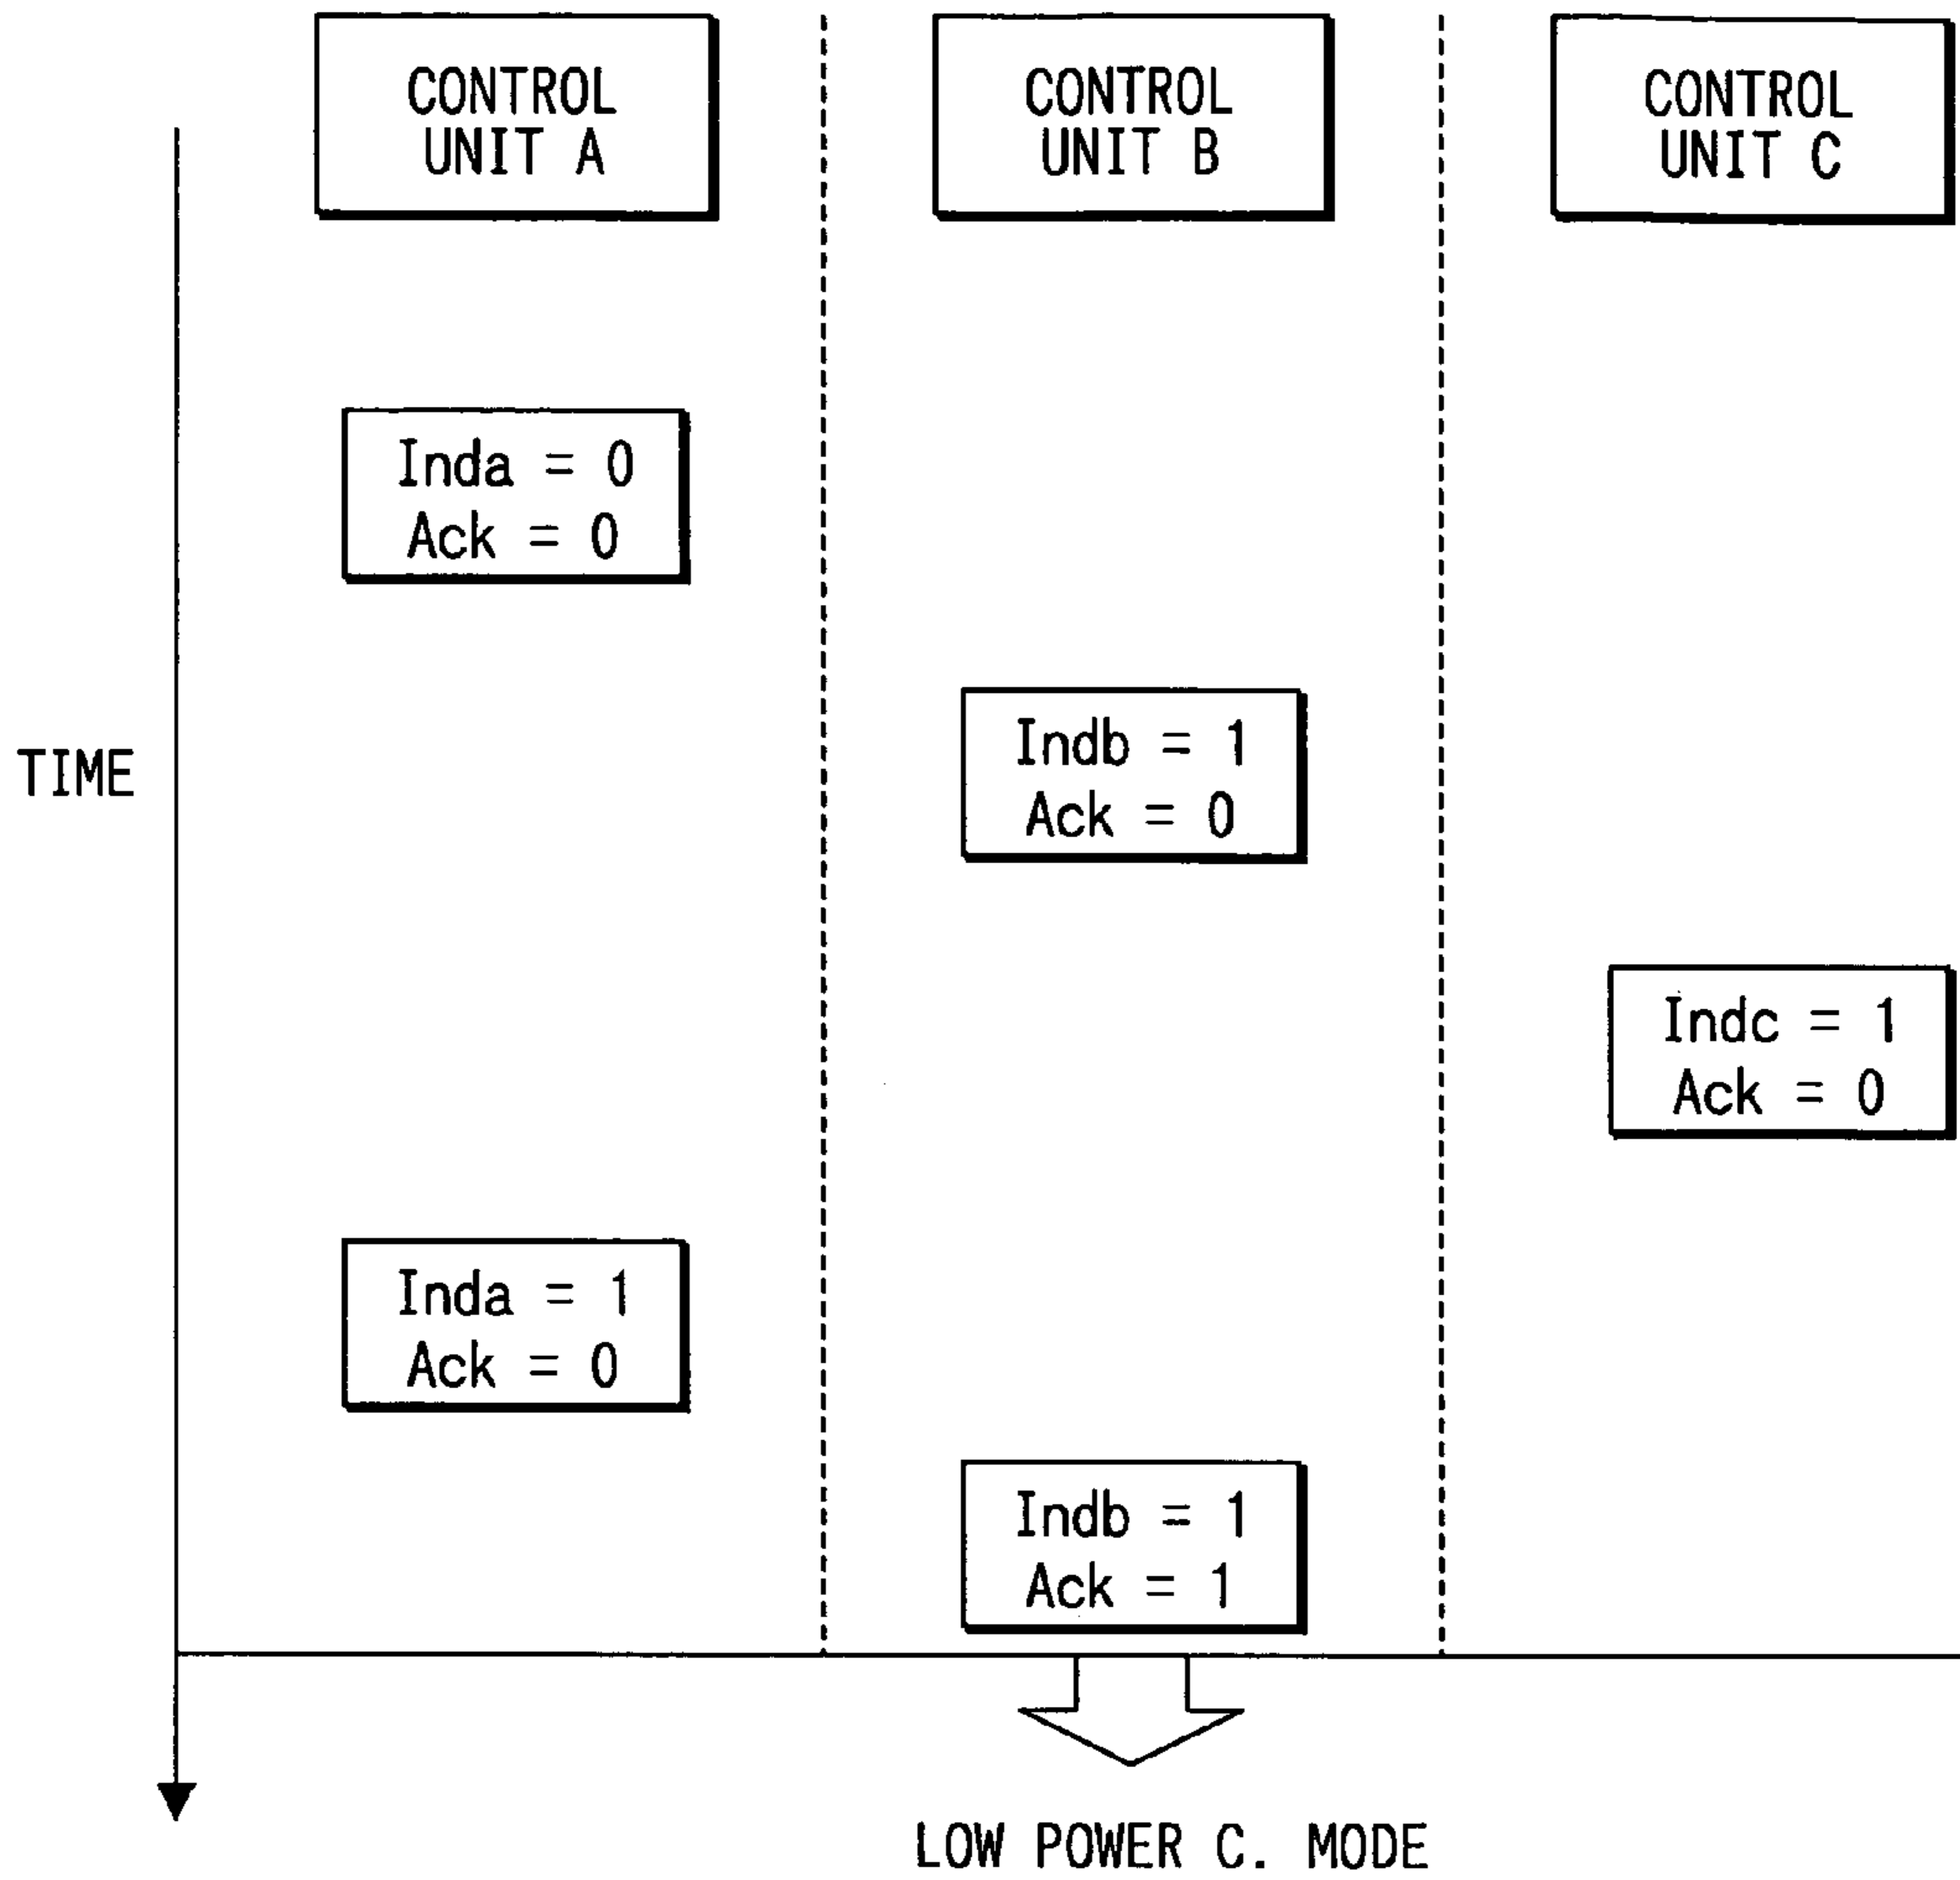 CONTROL
UNIT A
CONTROL
UNIT B
CONTROL
UNIT C
Inda = 0
Ack = 0
TIME
Indb = 1
Ack = 0
Indc = 1
Ack = 0
Inda = 1
Ack = 0
Indb = 1
Ack = 1
LOW POWER C. MODE